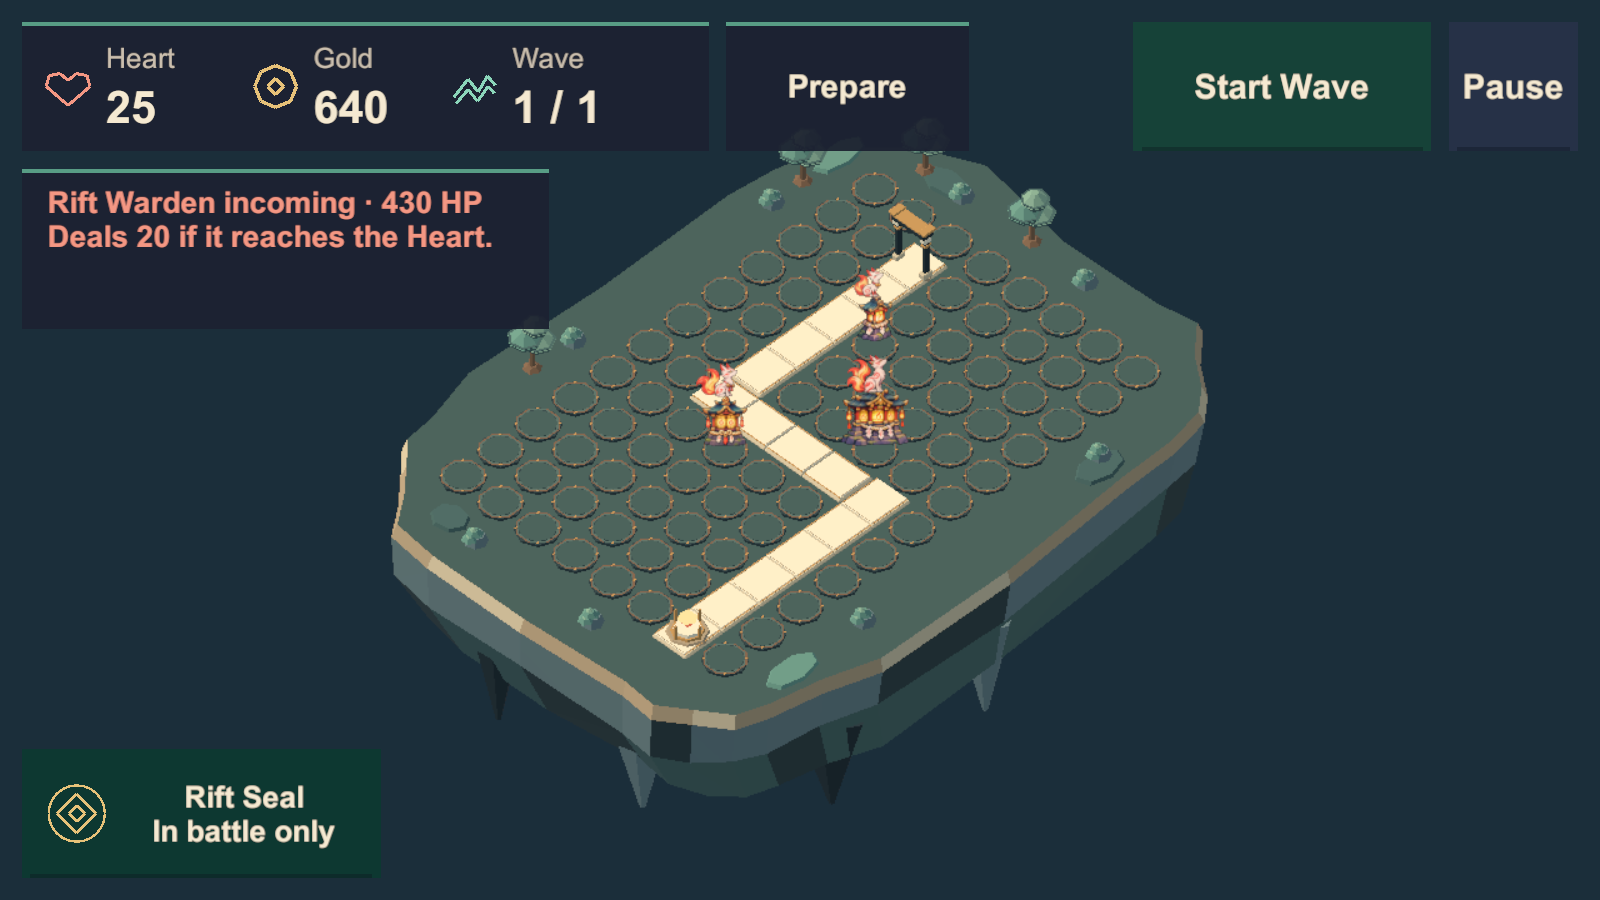 Heart
25
Gold
640
Wave
1 / 1
Prepare
Start Wave
Pause
Rift Warden incoming · 430 HP
Deals 20 if it reaches the Heart.
Rift Seal
In battle only